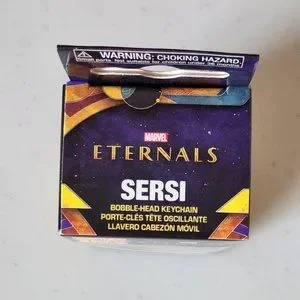 WARNING: CHOKING HAZARD.
Small parts. Not suitable for children under 36 months.
MARVEL
ETERNALS
SERSI
BOBBLE-HEAD KEYCHAIN
PORTE-CLÉS TÊTE OSCILLANTE
LLAVERO CABEZÓN MÓVIL